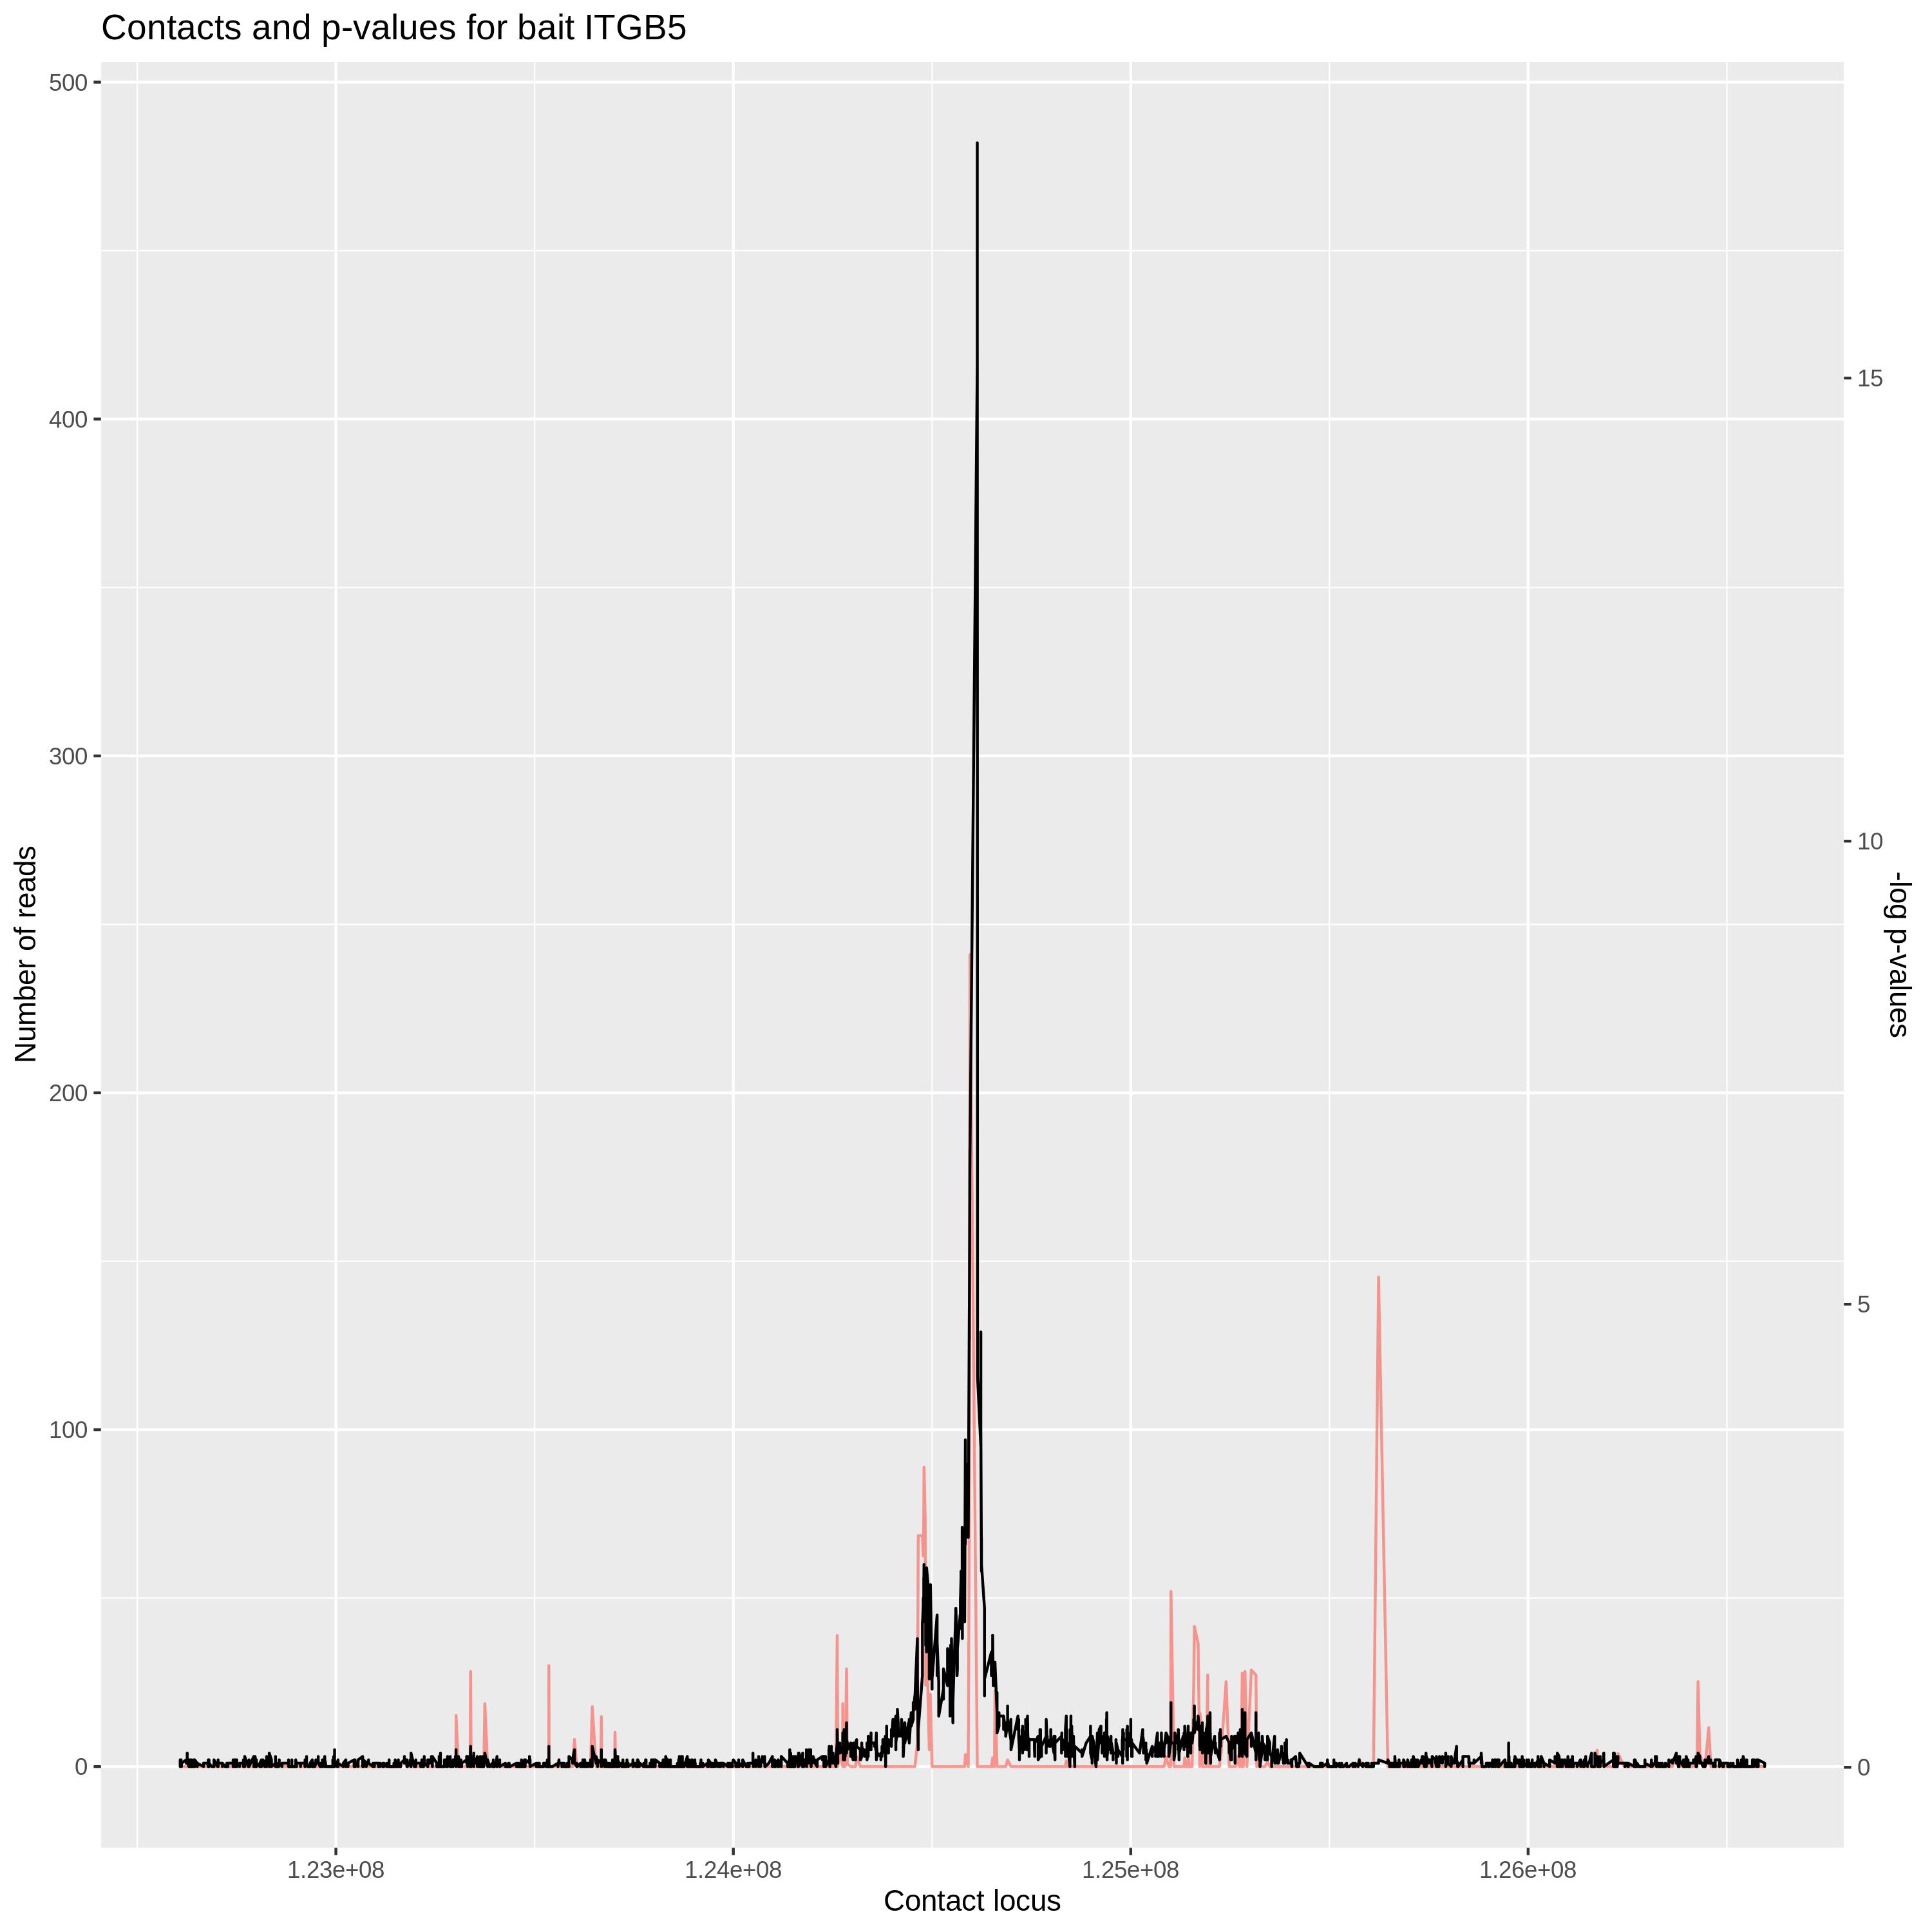 Contacts and p-values for bait ITGB5
500
400
300
200
100
0
Number of reads
15
10
5
0
-log p-values
1.23e+08 1.24e+08 1.25e+08 1.26e+08
Contact locus